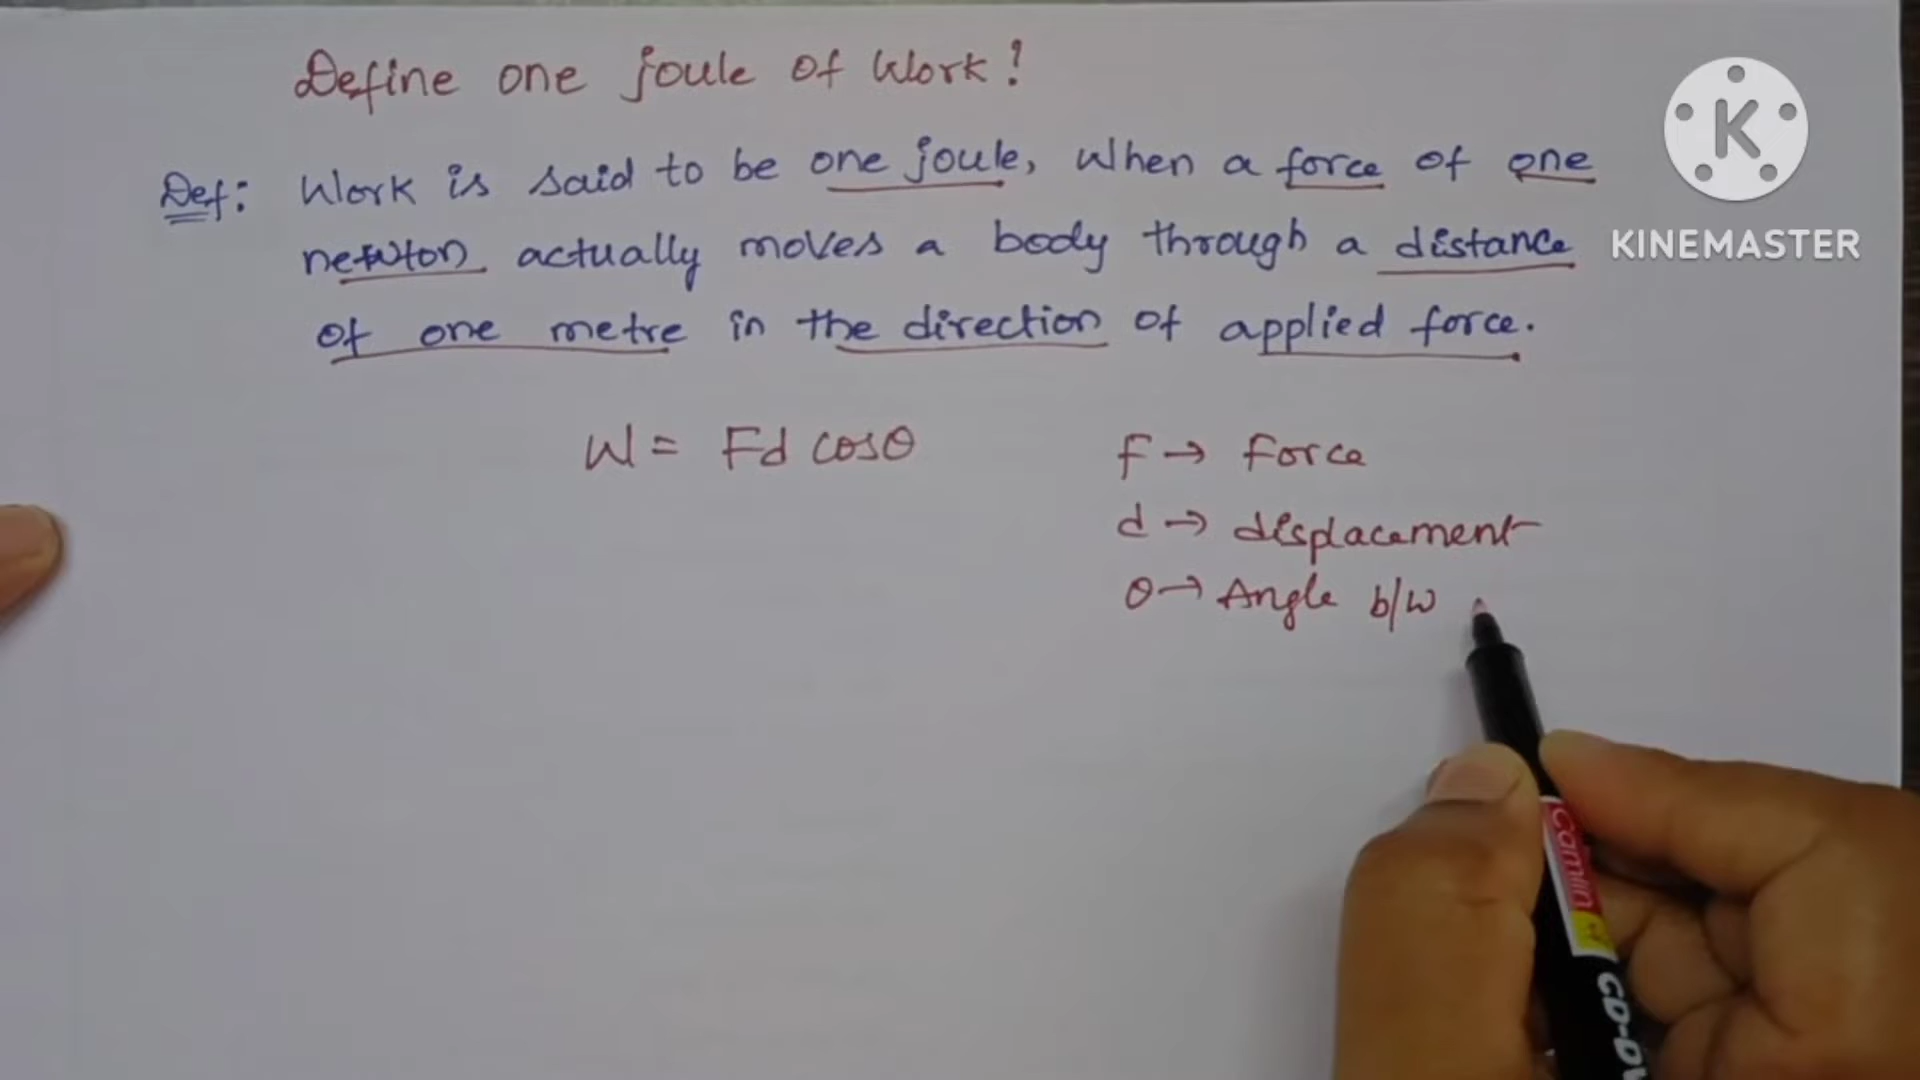 Define one joule of Work?
Def: Work is said to be one joule, When a force of one
newton actually moves a body through a distance
of one metre in the direction of applied force.
W = Fd cosθ
F → Force
d → displacement
θ → Angle b/w
K
KINEMASTER
Camlin
CD-DV